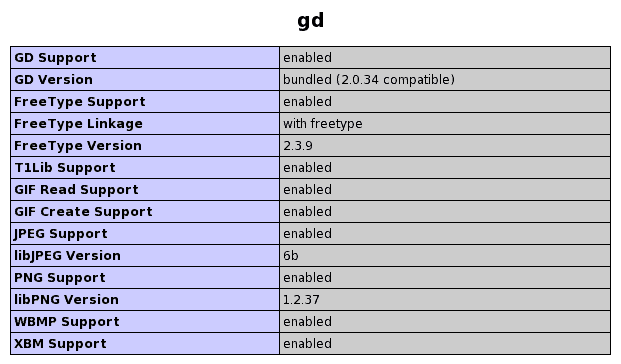 gd
GD Support enabled
GD Version bundled (2.0.34 compatible)
FreeType Support enabled
FreeType Linkage with freetype
FreeType Version 2.3.9
T1Lib Support enabled
GIF Read Support enabled
GIF Create Support enabled
JPEG Support enabled
libJPEG Version 6b
PNG Support enabled
libPNG Version 1.2.37
WBMP Support enabled
XBM Support enabled